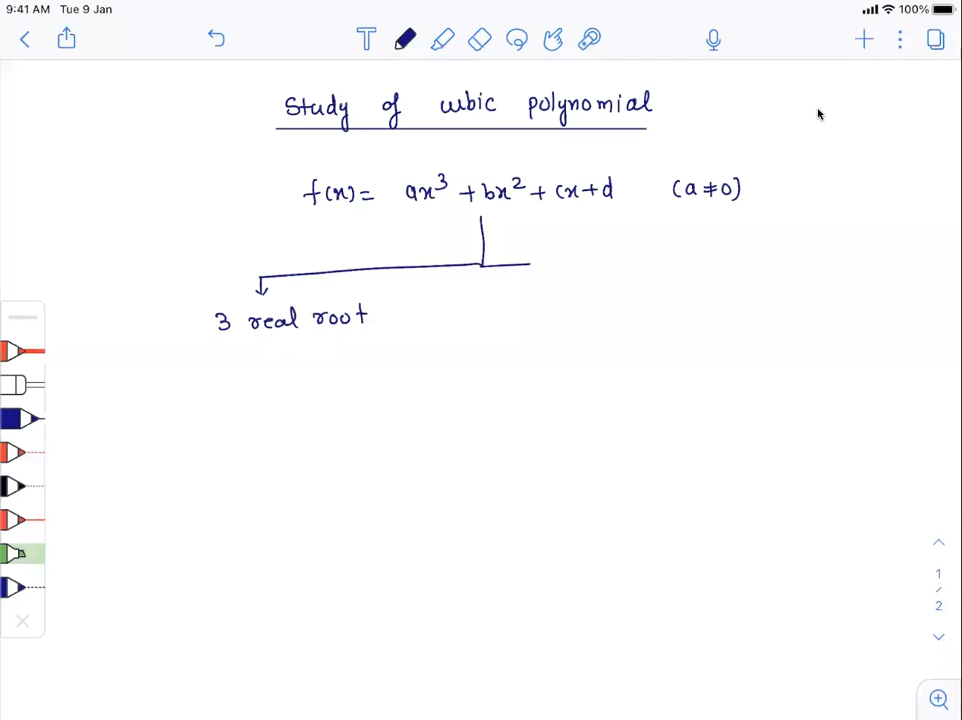 9:41 AM Tue 9 Jan 100%
Study of cubic polynomial
f(x) = ax³ + bx² + cx + d (a ≠ 0)
3 real root
1
/
2